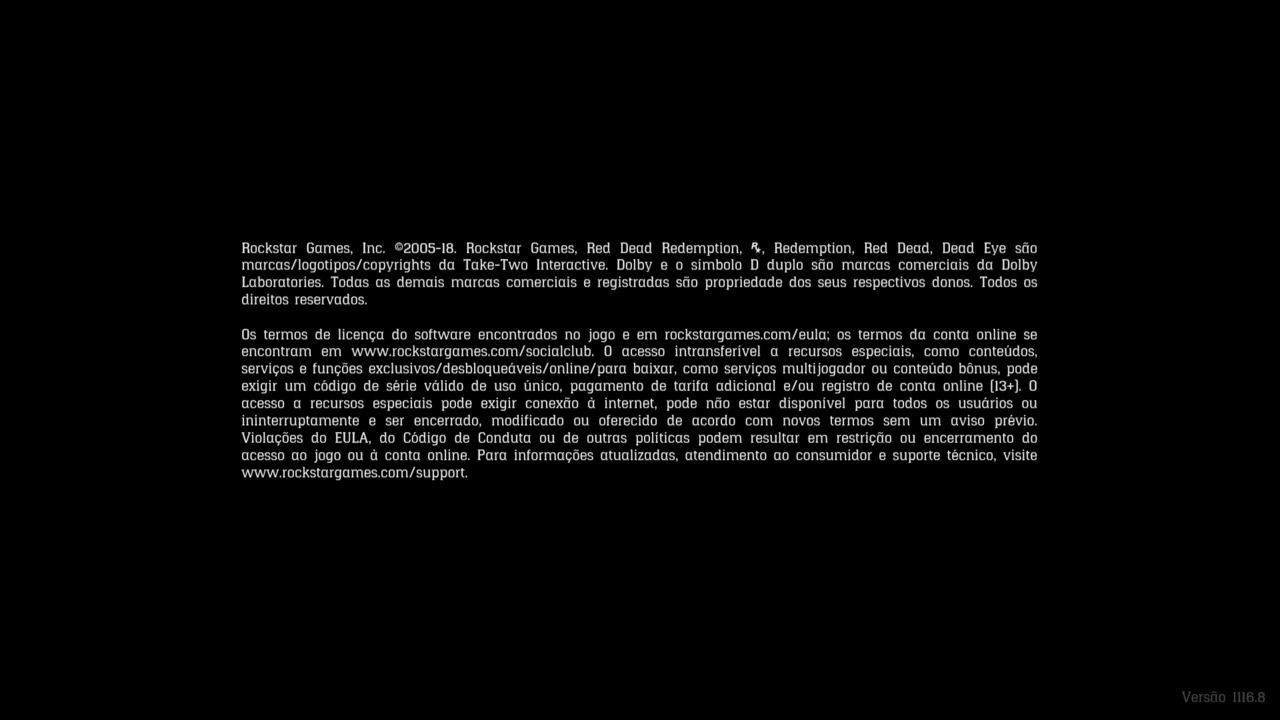 Rockstar Games, Inc. ©2005-18. Rockstar Games, Red Dead Redemption, R*, Redemption, Red Dead, Dead Eye são
marcas/logotipos/copyrights da Take-Two Interactive. Dolby e o símbolo D duplo são marcas comerciais da Dolby
Laboratories. Todas as demais marcas comerciais e registradas são propriedade dos seus respectivos donos. Todos os
direitos reservados.
Os termos de licença do software encontrados no jogo e em rockstargames.com/eula; os termos da conta online se
encontram em www.rockstargames.com/socialclub. O acesso intransferível a recursos especiais, como conteúdos,
serviços e funções exclusivos/desbloqueáveis/online/para baixar, como serviços multijogador ou conteúdo bônus, pode
exigir um código de série válido de uso único, pagamento de tarifa adicional e/ou registro de conta online (13+). O
acesso a recursos especiais pode exigir conexão à internet, pode não estar disponível para todos os usuários ou
ininterruptamente e ser encerrado, modificado ou oferecido de acordo com novos termos sem um aviso prévio.
Violações do EULA, do Código de Conduta ou de outras políticas podem resultar em restrição ou encerramento do
acesso ao jogo ou à conta online. Para informações atualizadas, atendimento ao consumidor e suporte técnico, visite
www.rockstargames.com/support.
Versão 1116.8